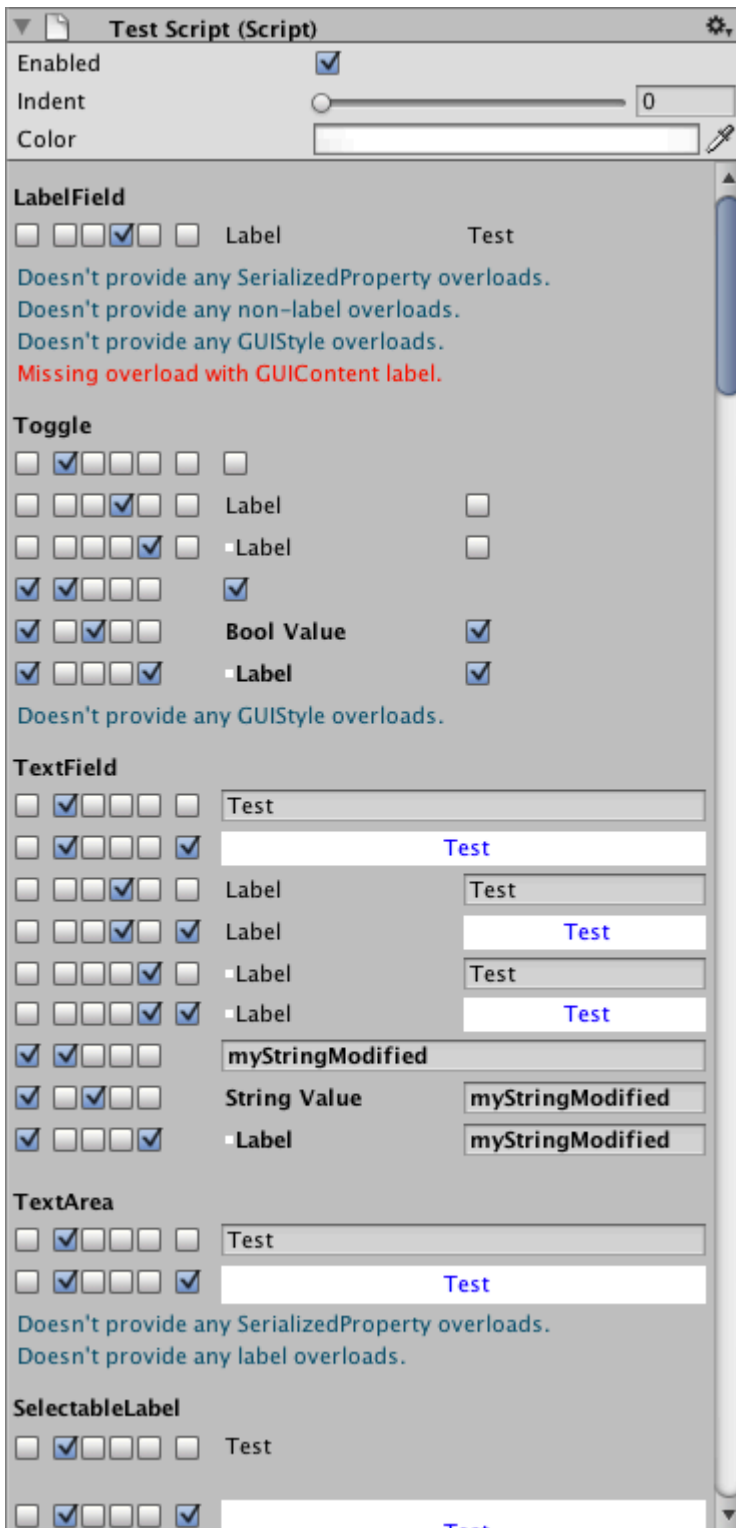 Test Script (Script)
Enabled
Indent 0
Color
LabelField
Label Test
Doesn't provide any SerializedProperty overloads.
Doesn't provide any non-label overloads.
Doesn't provide any GUIStyle overloads.
Missing overload with GUIContent label.
Toggle
Label
Label
Bool Value
Label
Doesn't provide any GUIStyle overloads.
TextField
Test
Test
Label Test
Label Test
Label Test
Label Test
myStringModified
String Value myStringModified
Label myStringModified
TextArea
Test
Test
Doesn't provide any SerializedProperty overloads.
Doesn't provide any label overloads.
SelectableLabel
Test
Test